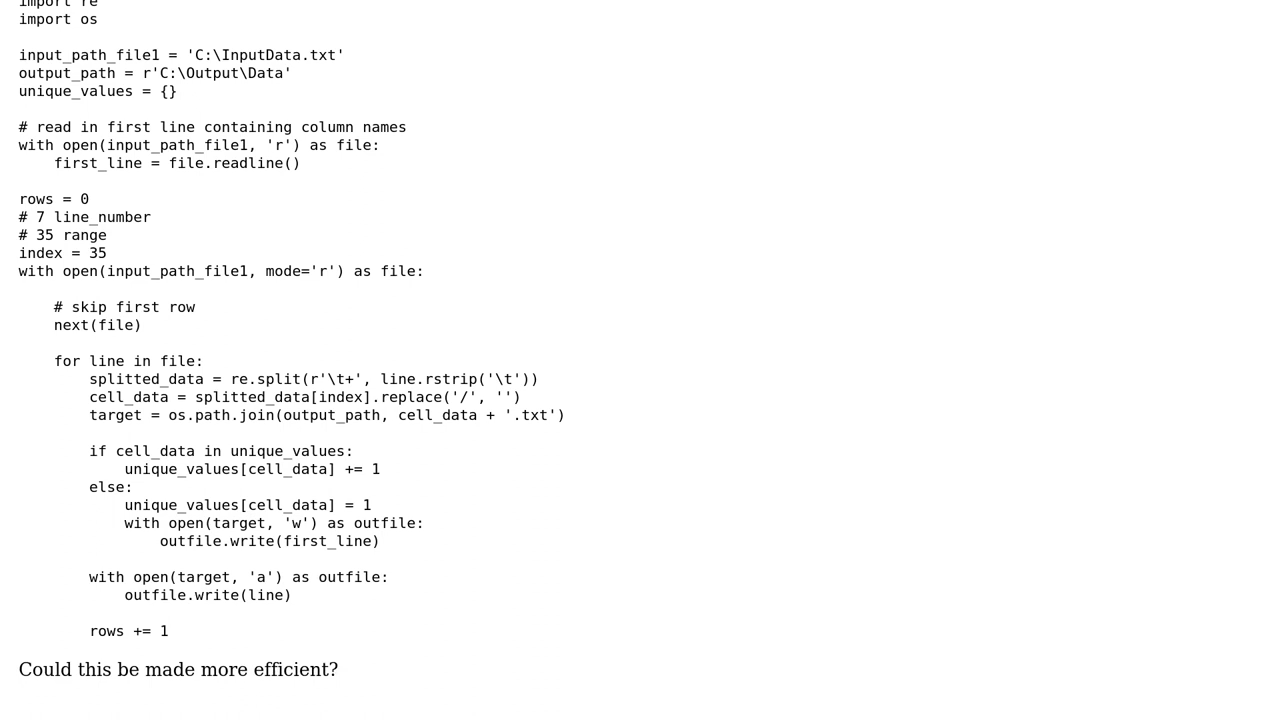 import re
import os
input_path_file1 = 'C:\InputData.txt'
output_path = r'C:\Output\Data'
unique_values = {}
# read in first line containing column names
with open(input_path_file1, 'r') as file:
    first_line = file.readline()
rows = 0
# 7 line_number
# 35 range
index = 35
with open(input_path_file1, mode='r') as file:
    # skip first row
    next(file)
    for line in file:
        splitted_data = re.split(r'\t+', line.rstrip('\t'))
        cell_data = splitted_data[index].replace('/', '')
        target = os.path.join(output_path, cell_data + '.txt')
        if cell_data in unique_values:
            unique_values[cell_data] += 1
        else:
            unique_values[cell_data] = 1
            with open(target, 'w') as outfile:
                outfile.write(first_line)
        with open(target, 'a') as outfile:
            outfile.write(line)
        rows += 1
Could this be made more efficient?